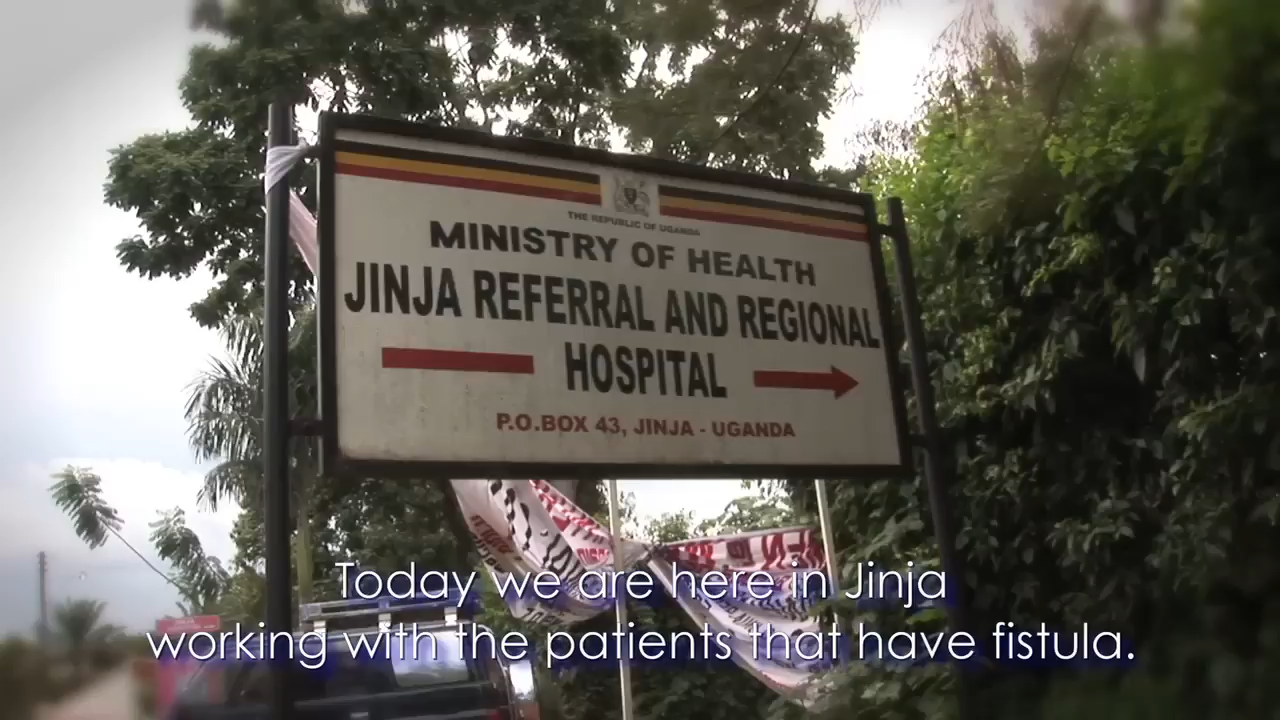 THE REPUBLIC OF UGANDA
MINISTRY OF HEALTH
JINJA REFERRAL AND REGIONAL
HOSPITAL
P.O.BOX 43, JINJA - UGANDA
Today we are here in Jinja
working with the patients that have fistula.